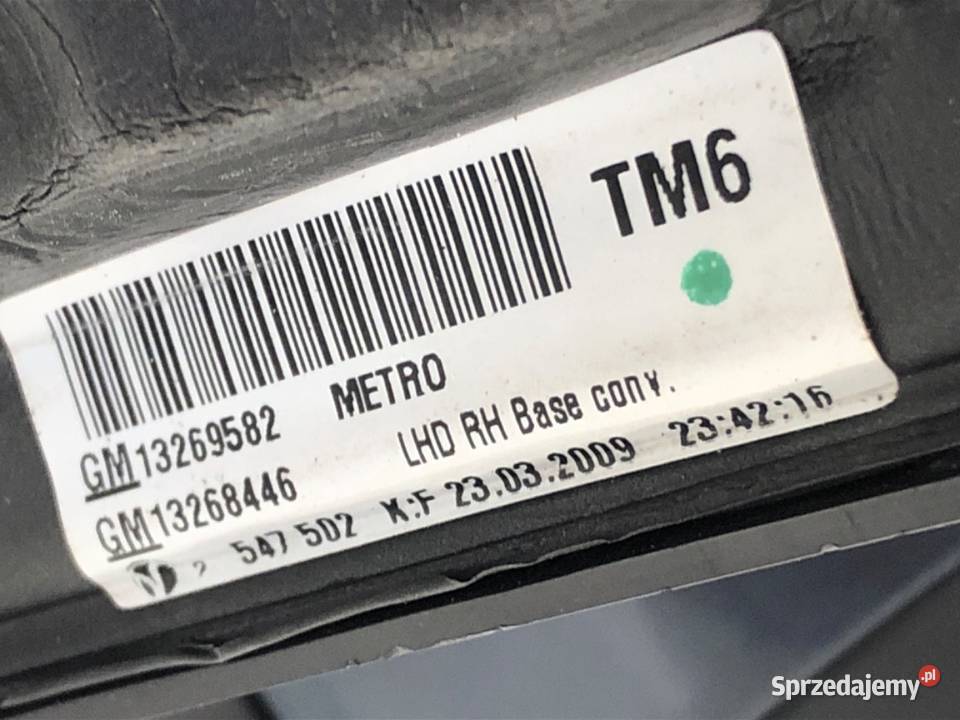 TM6
METRO
GM13269582
LHD RH Base conv.
GM13268446
547 502 K:F 23.03.2009 23:42:16
Sprzedajemy.pl